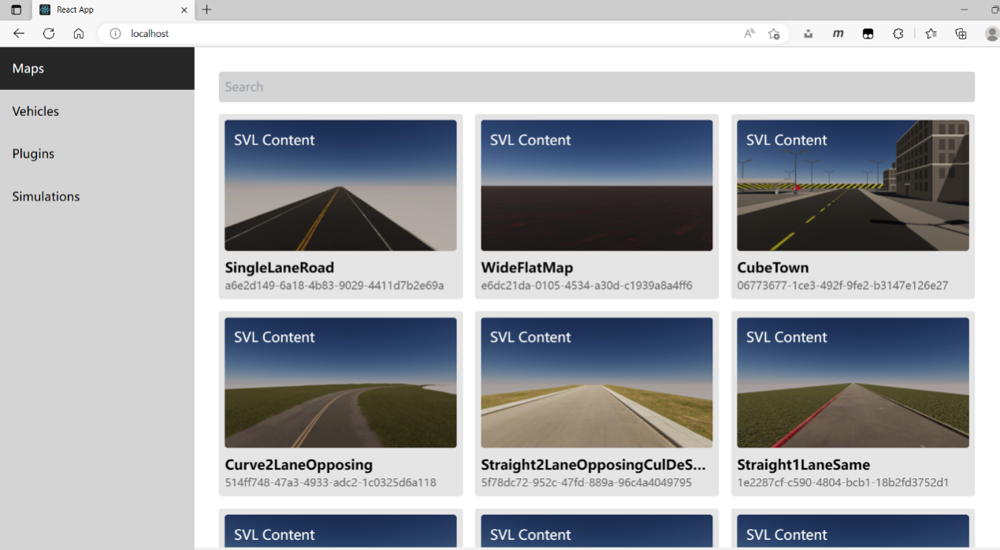 React App
localhost
Maps
Vehicles
Plugins
Simulations
Search
SVL Content
SVL Content
SVL Content
SingleLaneRoad
WideFlatMap
CubeTown
a6e2d149-6a18-4b83-9029-4411d7b2e69a
e6dc21da-0105-4534-a30d-c1939a8a4ff6
06773677-1ce3-492f-9fe2-b3147e126e27
SVL Content
SVL Content
SVL Content
Curve2LaneOpposing
Straight2LaneOpposingCulDeS...
Straight1LaneSame
514ff748-47a3-4933-adc2-1c0325d6a118
5f78dc72-952c-47fd-889a-96c4a4049795
1e2287cf-c590-4804-bcb1-18b2fd3752d1
SVL Content
SVL Content
SVL Content